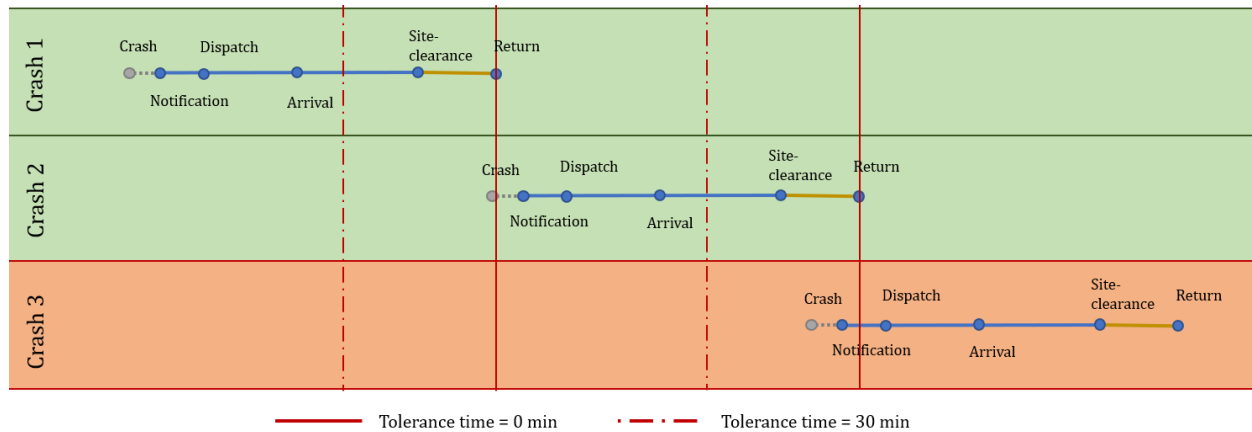 Crash 1
Crash
Dispatch
Site-
clearance
Return
Notification
Arrival
Crash 2
Crash
Dispatch
Site-
clearance
Return
Notification
Arrival
Crash 3
Crash
Dispatch
Site-
clearance
Return
Notification
Arrival
Tolerance time = 0 min
Tolerance time = 30 min